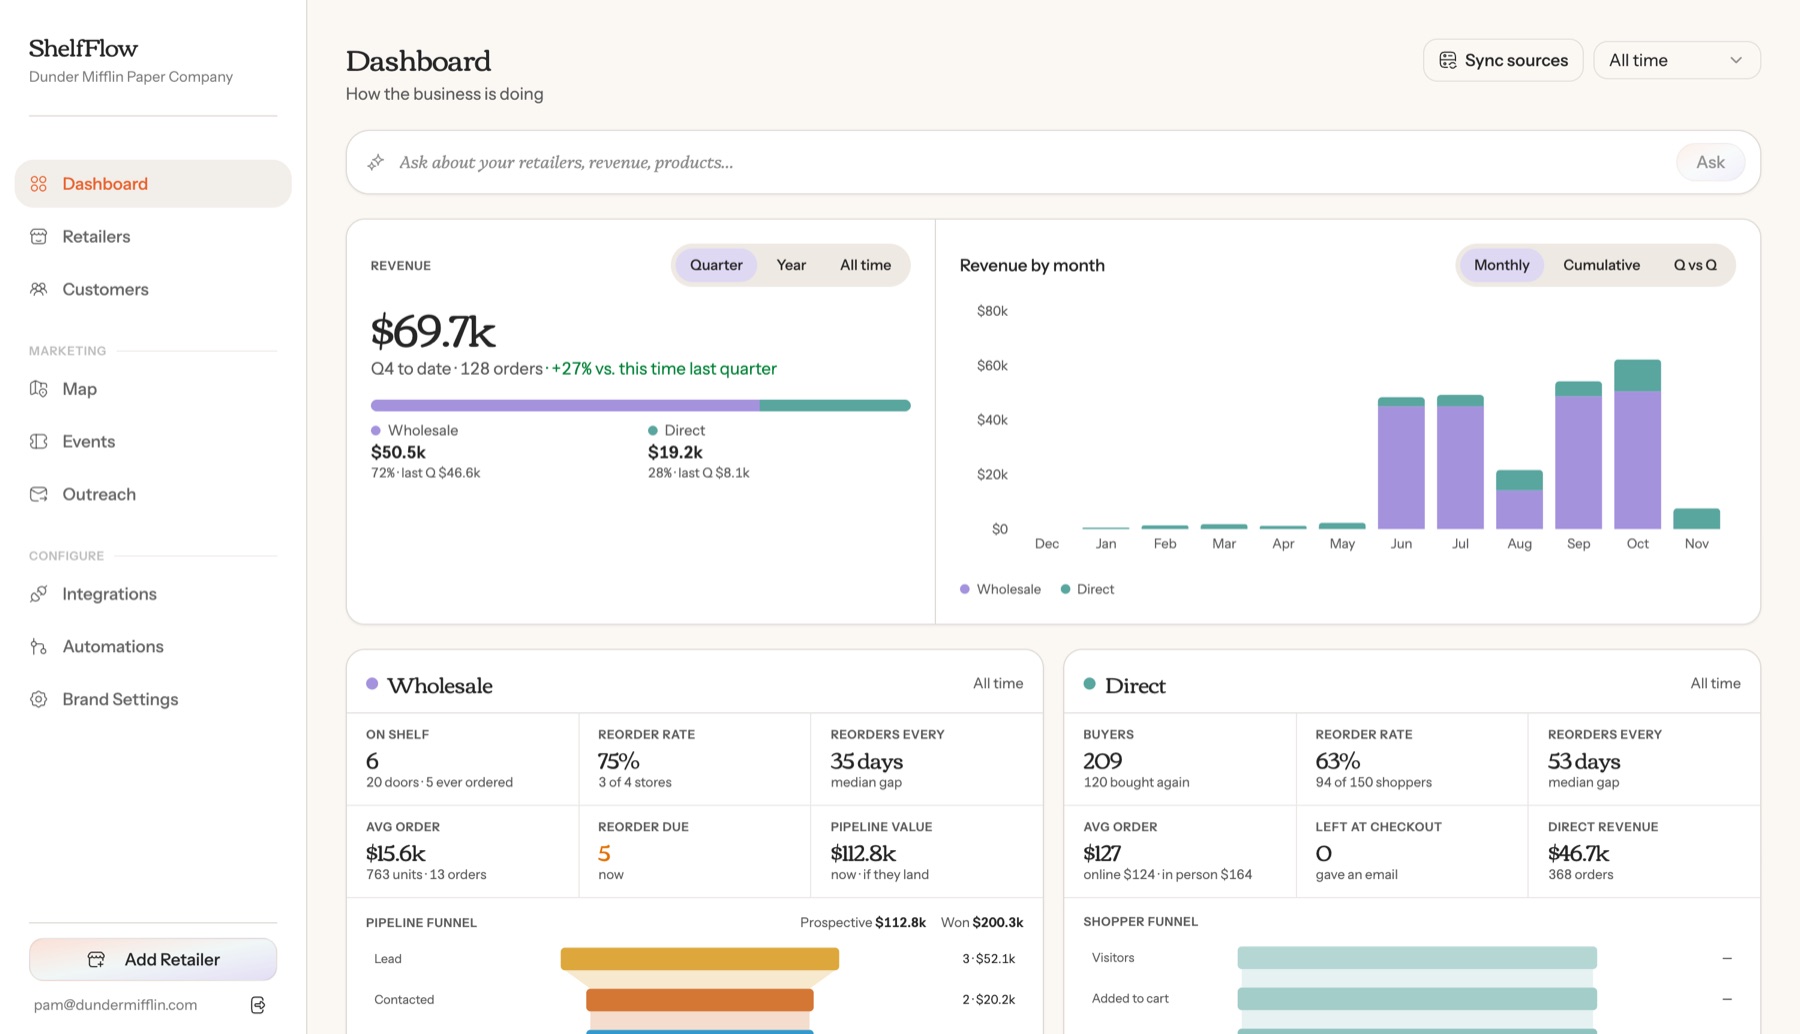 ShelfFlow
Dunder Mifflin Paper Company
Dashboard
Retailers
Customers
MARKETING
Map
Events
Outreach
CONFIGURE
Integrations
Automations
Brand Settings
Add Retailer
pam@dundermifflin.com
Dashboard
How the business is doing
Sync sources
All time
Ask about your retailers, revenue, products...
Ask
REVENUE
Quarter Year All time
$69.7k
Q4 to date · 128 orders · +27% vs. this time last quarter
Wholesale
$50.5k
72% · last Q $46.6k
Direct
$19.2k
28% · last Q $8.1k
Revenue by month
Monthly Cumulative Q vs Q
$80k
$60k
$40k
$20k
$0
Dec Jan Feb Mar Apr May Jun Jul Aug Sep Oct Nov
Wholesale Direct
Wholesale
All time
ON SHELF
6
20 doors · 5 ever ordered
REORDER RATE
75%
3 of 4 stores
REORDERS EVERY
35 days
median gap
AVG ORDER
$15.6k
763 units · 13 orders
REORDER DUE
5
now
PIPELINE VALUE
$112.8k
now · if they land
PIPELINE FUNNEL
Prospective $112.8k Won $200.3k
Lead 3 · $52.1k
Contacted 2 · $20.2k
Direct
All time
BUYERS
209
120 bought again
REORDER RATE
63%
94 of 150 shoppers
REORDERS EVERY
53 days
median gap
AVG ORDER
$127
online $124 · in person $164
LEFT AT CHECKOUT
0
gave an email
DIRECT REVENUE
$46.7k
368 orders
SHOPPER FUNNEL
Visitors –
Added to cart –